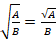 √(A/B) = √A/B